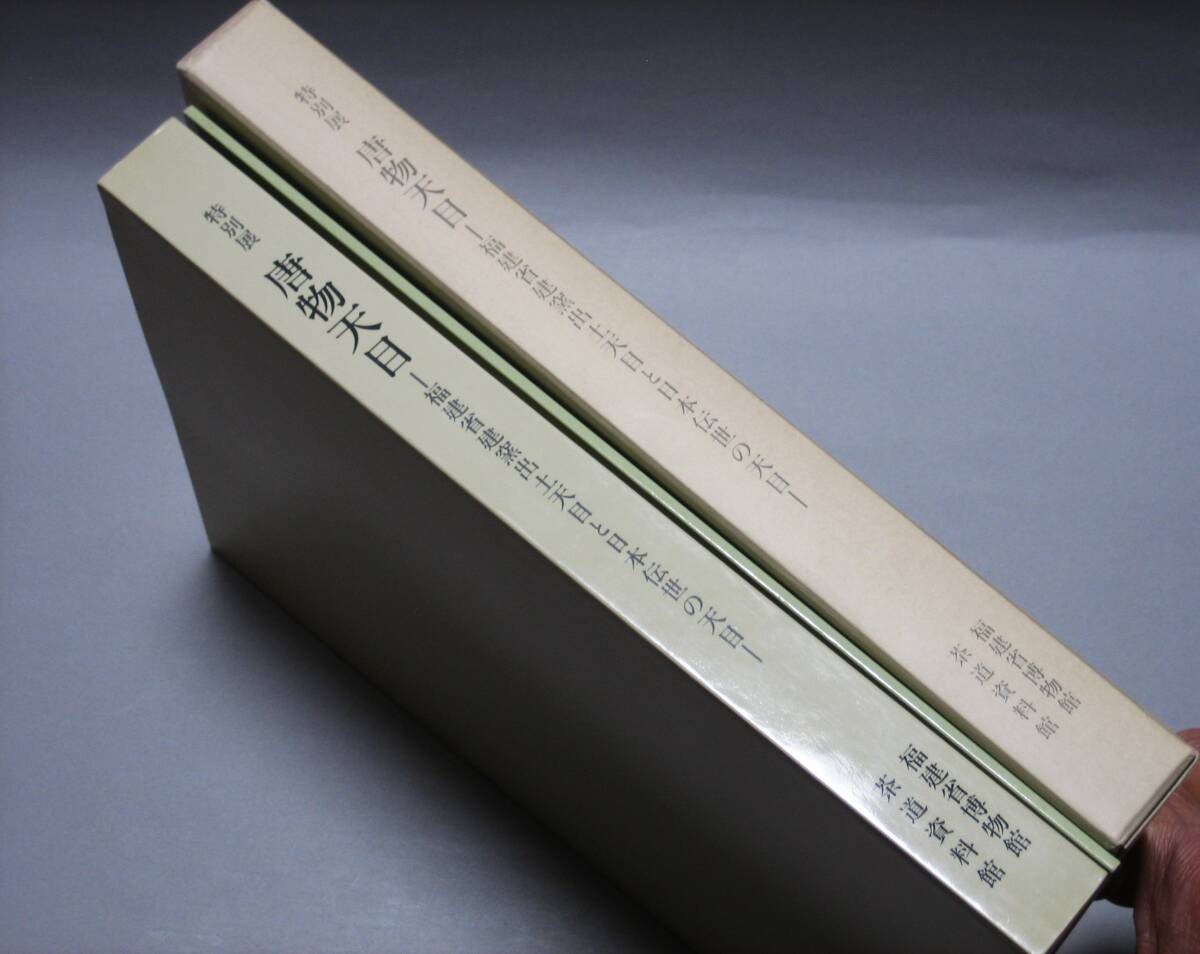 特別展
唐物天目
―福建省建窯出土天目と日本伝世の天目―
福建省博物館
茶道資料館
特別展
唐物天目
―福建省建窯出土天目と日本伝世の天目―
福建省博物館
茶道資料館